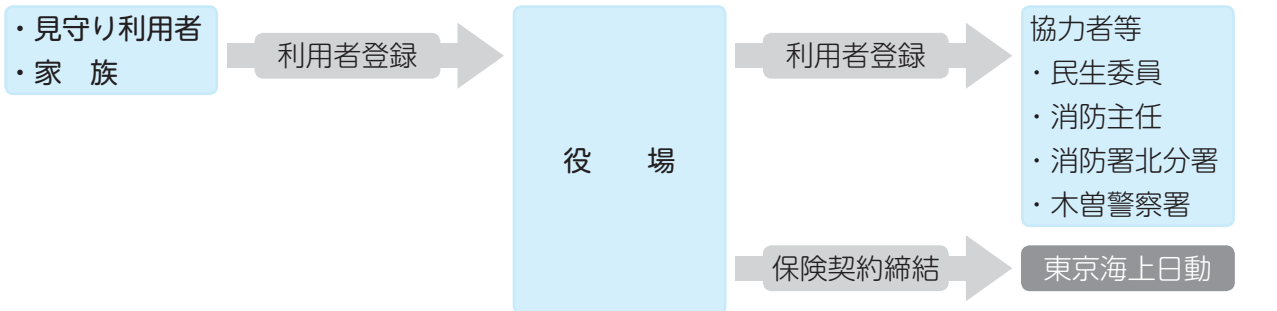 ・見守り利用者
・家　族
利用者登録
役　　場
利用者登録
協力者等
・民生委員
・消防主任
・消防署北分署
・木曽警察署
保険契約締結
東京海上日動